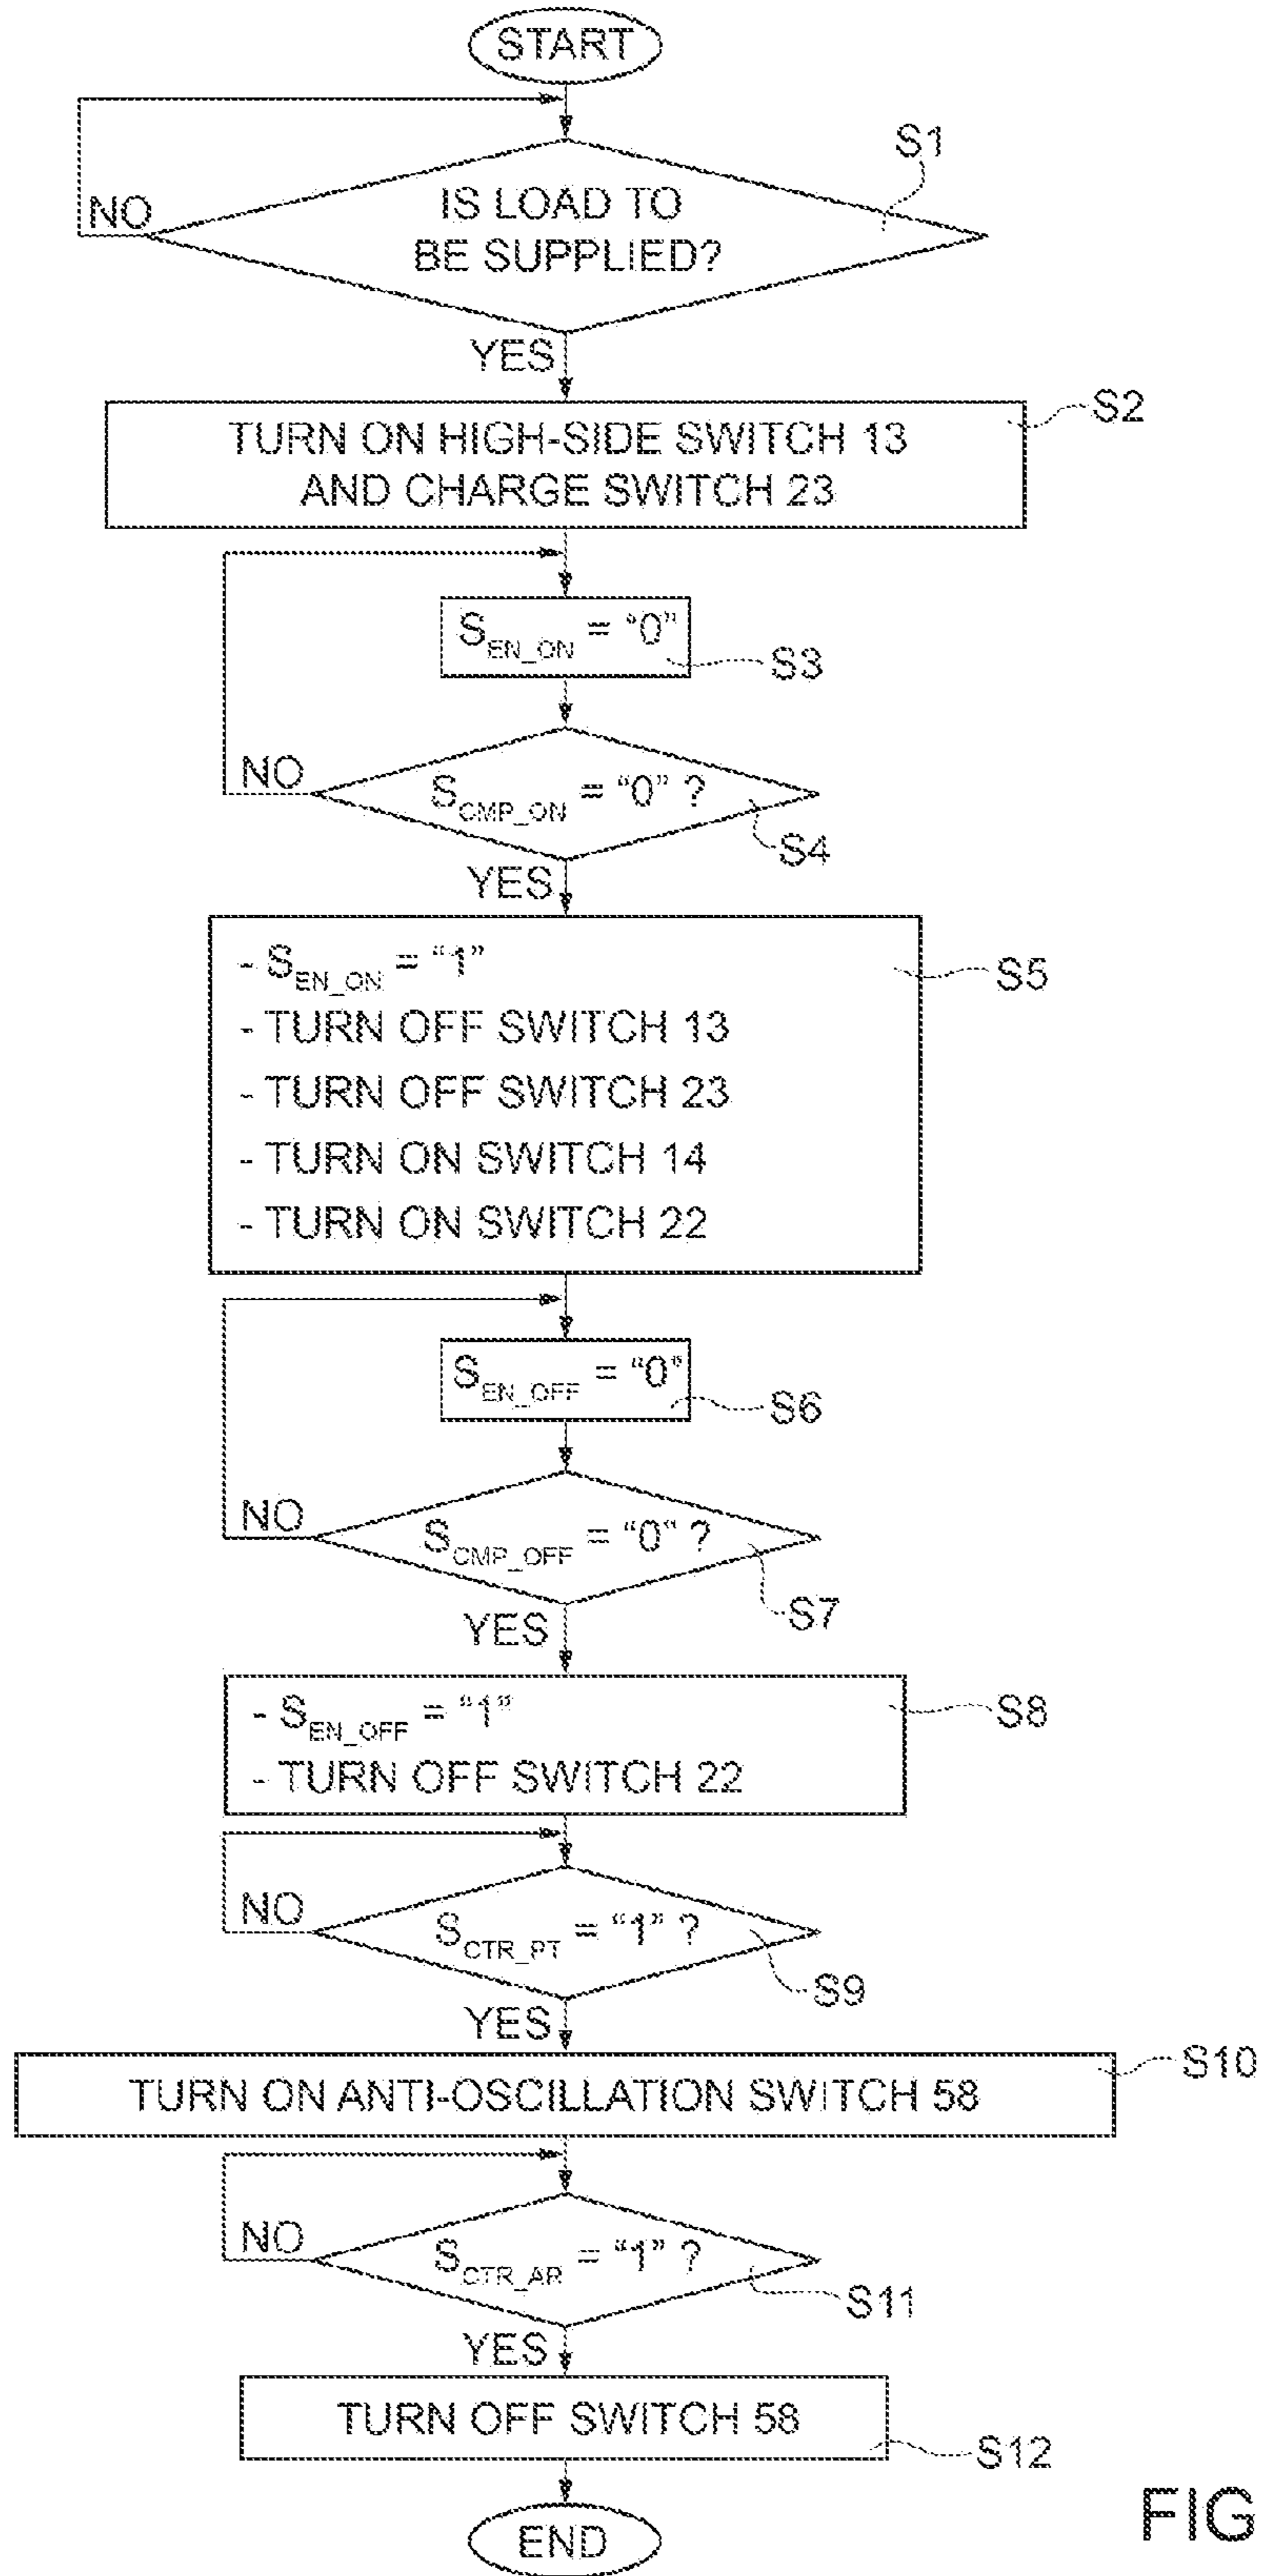 START
S1
NO
IS LOAD TO
BE SUPPLIED?
YES
S2
TURN ON HIGH-SIDE SWITCH 13
AND CHARGE SWITCH 23
S_EN_ON = "0"
S3
NO
S_CMP_ON = "0" ?
S4
YES
- S_EN_ON = "1"
S5
- TURN OFF SWITCH 13
- TURN OFF SWITCH 23
- TURN ON SWITCH 14
- TURN ON SWITCH 22
S_EN_OFF = "0"
S6
NO
S_CMP_OFF = "0" ?
S7
YES
- S_EN_OFF = "1"
S8
- TURN OFF SWITCH 22
NO
S_CTR_PT = "1" ?
S9
YES
S10
TURN ON ANTI-OSCILLATION SWITCH 58
NO
S_CTR_AR = "1" ?
S11
YES
TURN OFF SWITCH 58
S12
END
FIG